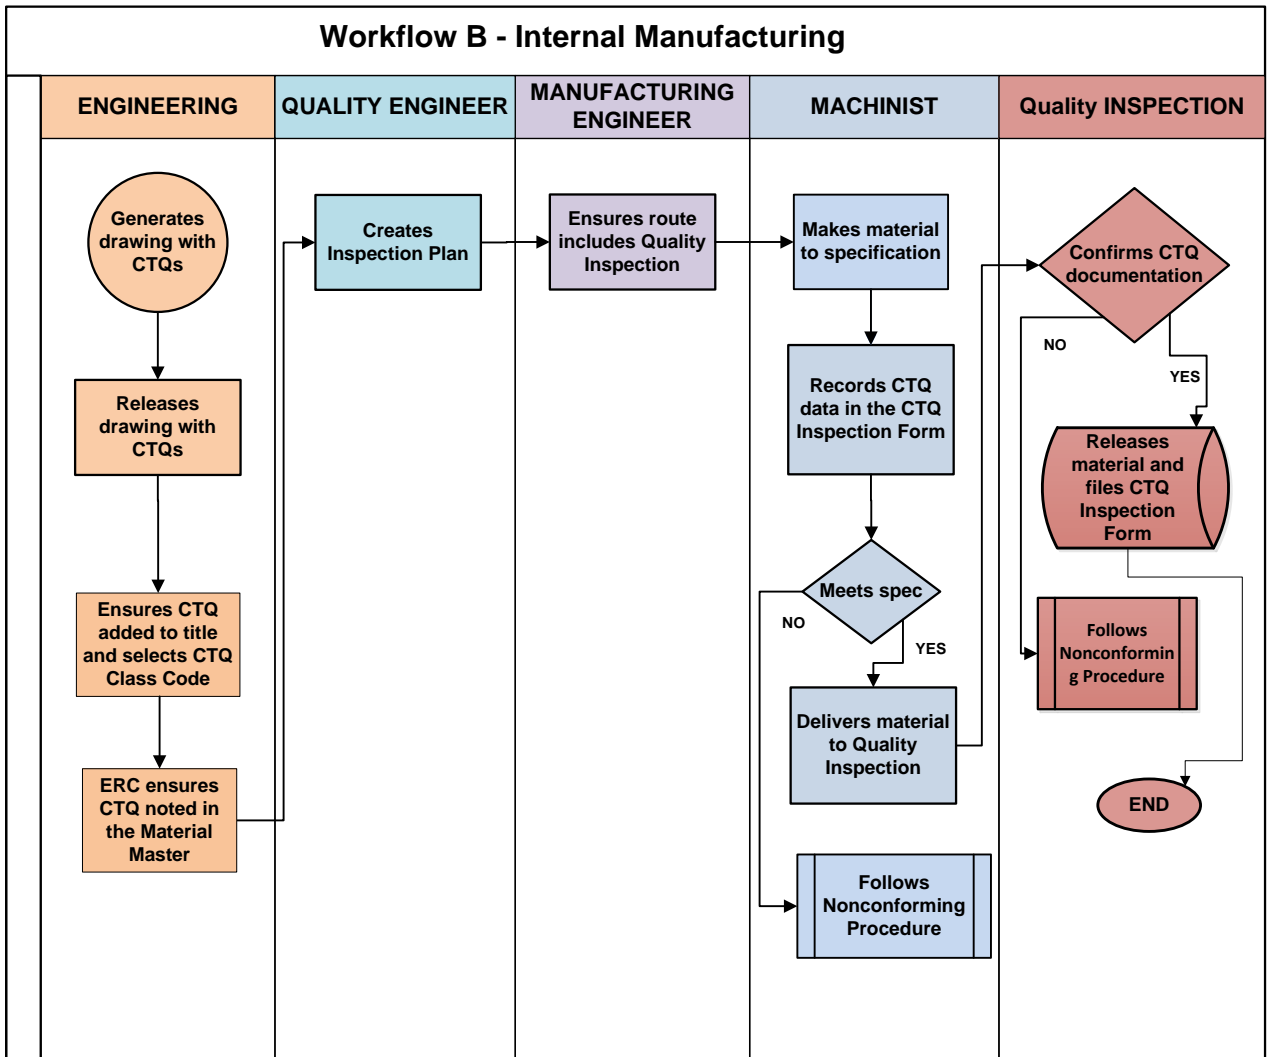 Workflow B - Internal Manufacturing
ENGINEERING
QUALITY ENGINEER
MANUFACTURING
ENGINEER
MACHINIST
Quality INSPECTION
Generates
drawing with
CTQs
Releases
drawing with
CTQs
Ensures CTQ
added to title
and selects CTQ
Class Code
ERC ensures
CTQ noted in
the Material
Master
Creates
Inspection Plan
Ensures route
includes Quality
Inspection
Makes material
to specification
Records CTQ
data in the CTQ
Inspection Form
Meets spec
NO
YES
Delivers material
to Quality
Inspection
Follows
Nonconforming
Procedure
Confirms CTQ
documentation
NO
YES
Releases
material and
files CTQ
Inspection
Form
Follows
Nonconformin
g Procedure
END